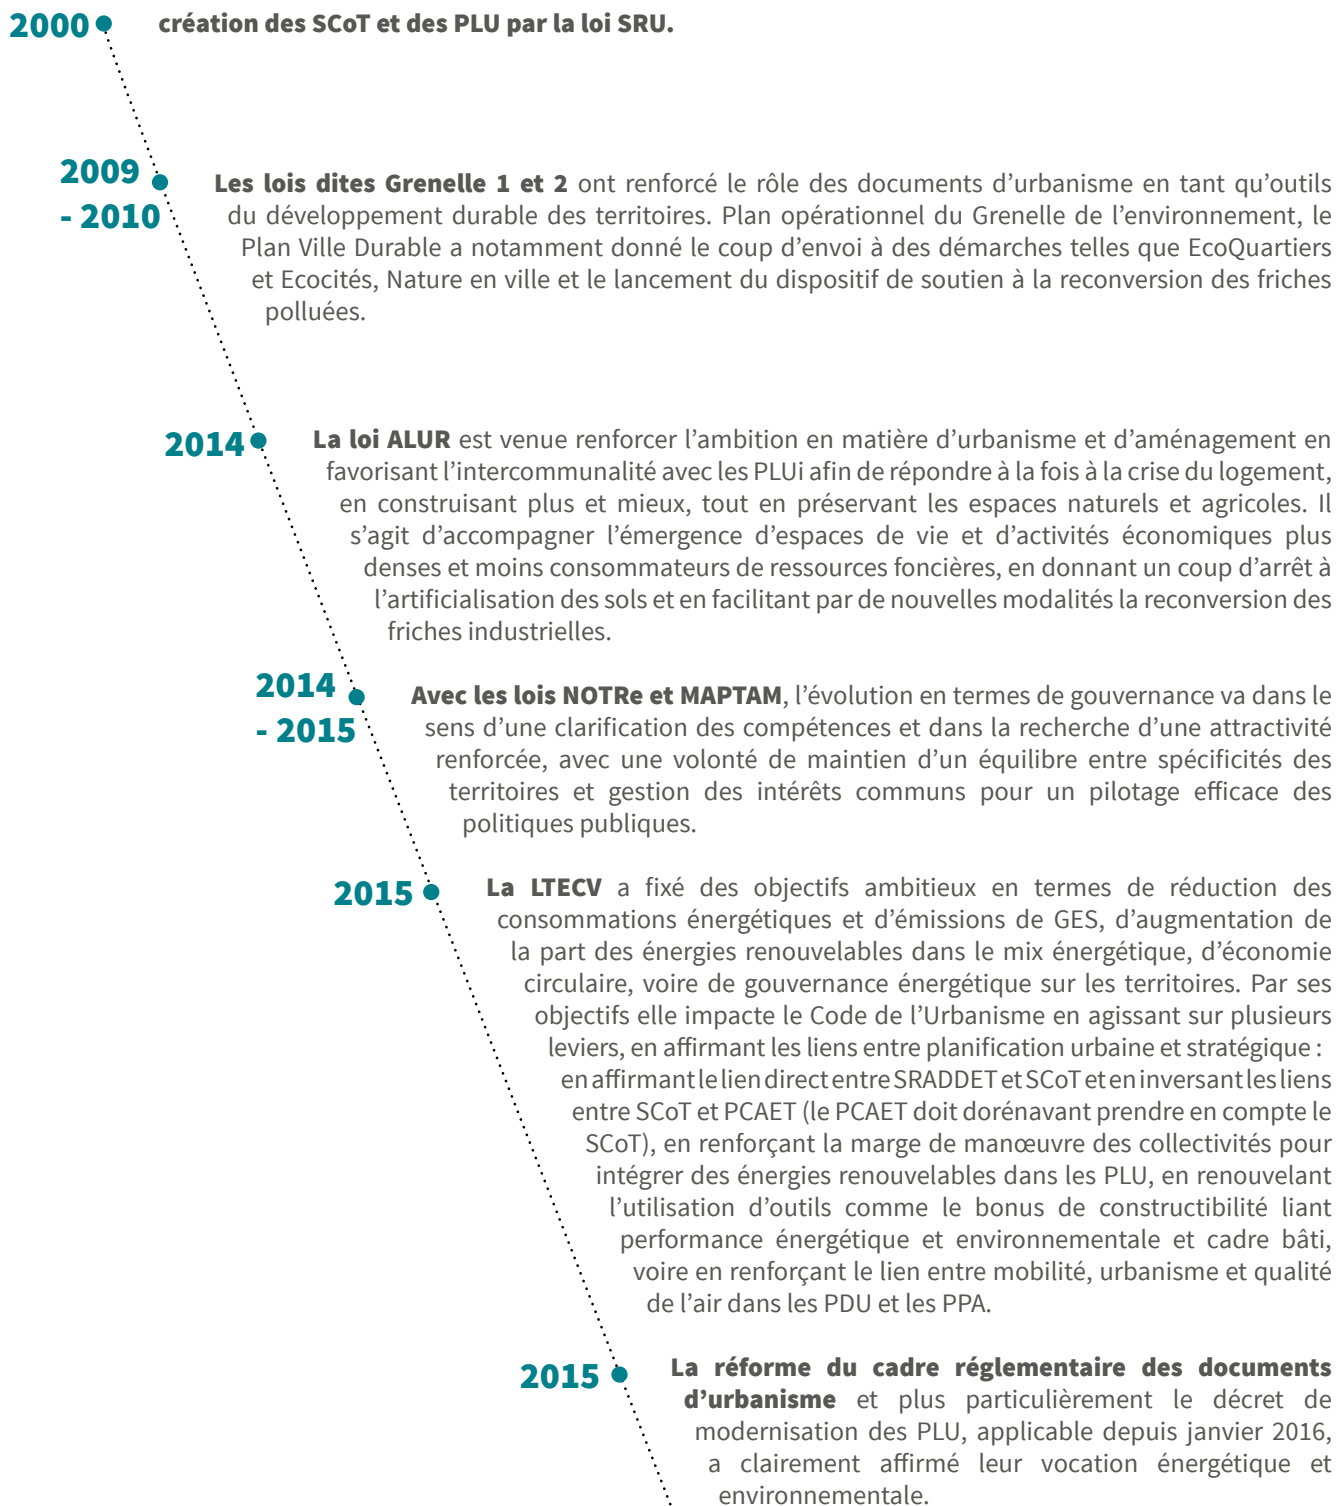 2000 création des SCoT et des PLU par la loi SRU.
2009
- 2010
Les lois dites Grenelle 1 et 2 ont renforcé le rôle des documents d’urbanisme en tant qu’outils
du développement durable des territoires. Plan opérationnel du Grenelle de l’environnement, le
Plan Ville Durable a notamment donné le coup d’envoi à des démarches telles que EcoQuartiers
et Ecocités, Nature en ville et le lancement du dispositif de soutien à la reconversion des friches
polluées.
2014
La loi ALUR est venue renforcer l’ambition en matière d’urbanisme et d’aménagement en
favorisant l’intercommunalité avec les PLUi afin de répondre à la fois à la crise du logement,
en construisant plus et mieux, tout en préservant les espaces naturels et agricoles. Il
s’agit d’accompagner l’émergence d’espaces de vie et d’activités économiques plus
denses et moins consommateurs de ressources foncières, en donnant un coup d’arrêt à
l’artificialisation des sols et en facilitant par de nouvelles modalités la reconversion des
friches industrielles.
2014
- 2015
Avec les lois NOTRe et MAPTAM, l’évolution en termes de gouvernance va dans le
sens d’une clarification des compétences et dans la recherche d’une attractivité
renforcée, avec une volonté de maintien d’un équilibre entre spécificités des
territoires et gestion des intérêts communs pour un pilotage efficace des
politiques publiques.
2015
La LTECV a fixé des objectifs ambitieux en termes de réduction des
consommations énergétiques et d’émissions de GES, d’augmentation de
la part des énergies renouvelables dans le mix énergétique, d’économie
circulaire, voire de gouvernance énergétique sur les territoires. Par ses
objectifs elle impacte le Code de l’Urbanisme en agissant sur plusieurs
leviers, en affirmant les liens entre planification urbaine et stratégique :
en affirmant le lien direct entre SRADDET et SCoT et en inversant les liens
entre SCoT et PCAET (le PCAET doit dorénavant prendre en compte le
SCoT), en renforçant la marge de manœuvre des collectivités pour
intégrer des énergies renouvelables dans les PLU, en renouvelant
l’utilisation d’outils comme le bonus de constructibilité liant
performance énergétique et environnementale et cadre bâti,
voire en renforçant le lien entre mobilité, urbanisme et qualité
de l’air dans les PDU et les PPA.
2015
La réforme du cadre réglementaire des documents
d’urbanisme et plus particulièrement le décret de
modernisation des PLU, applicable depuis janvier 2016,
a clairement affirmé leur vocation énergétique et
environnementale.